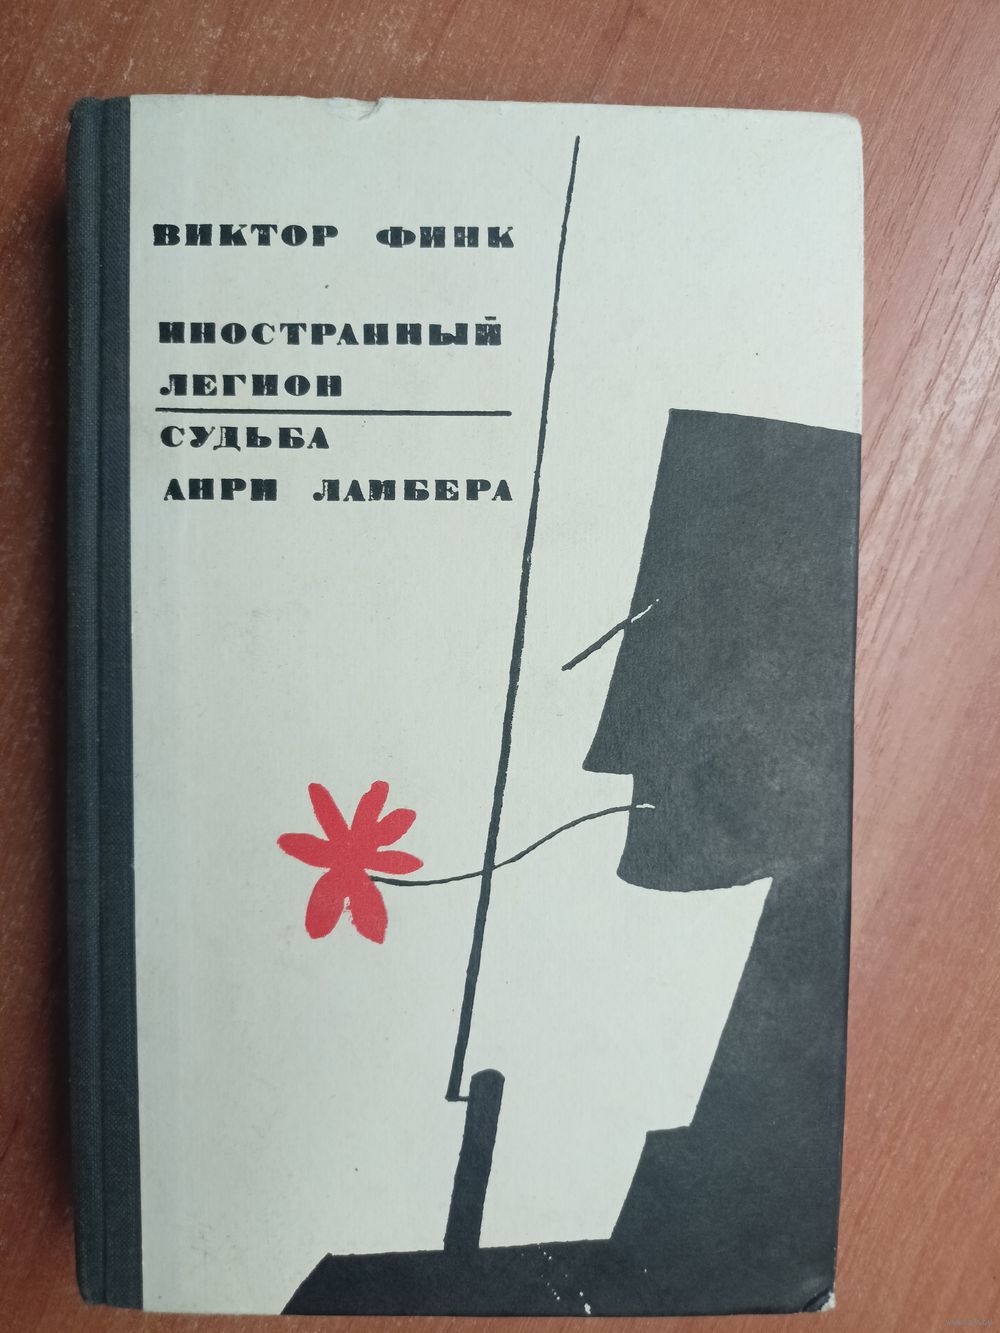 ВИКТОР ФИНК
ИНОСТРАННЫЙ
ЛЕГИОН
СУДЬБА
АНРИ ЛАМБЕРА